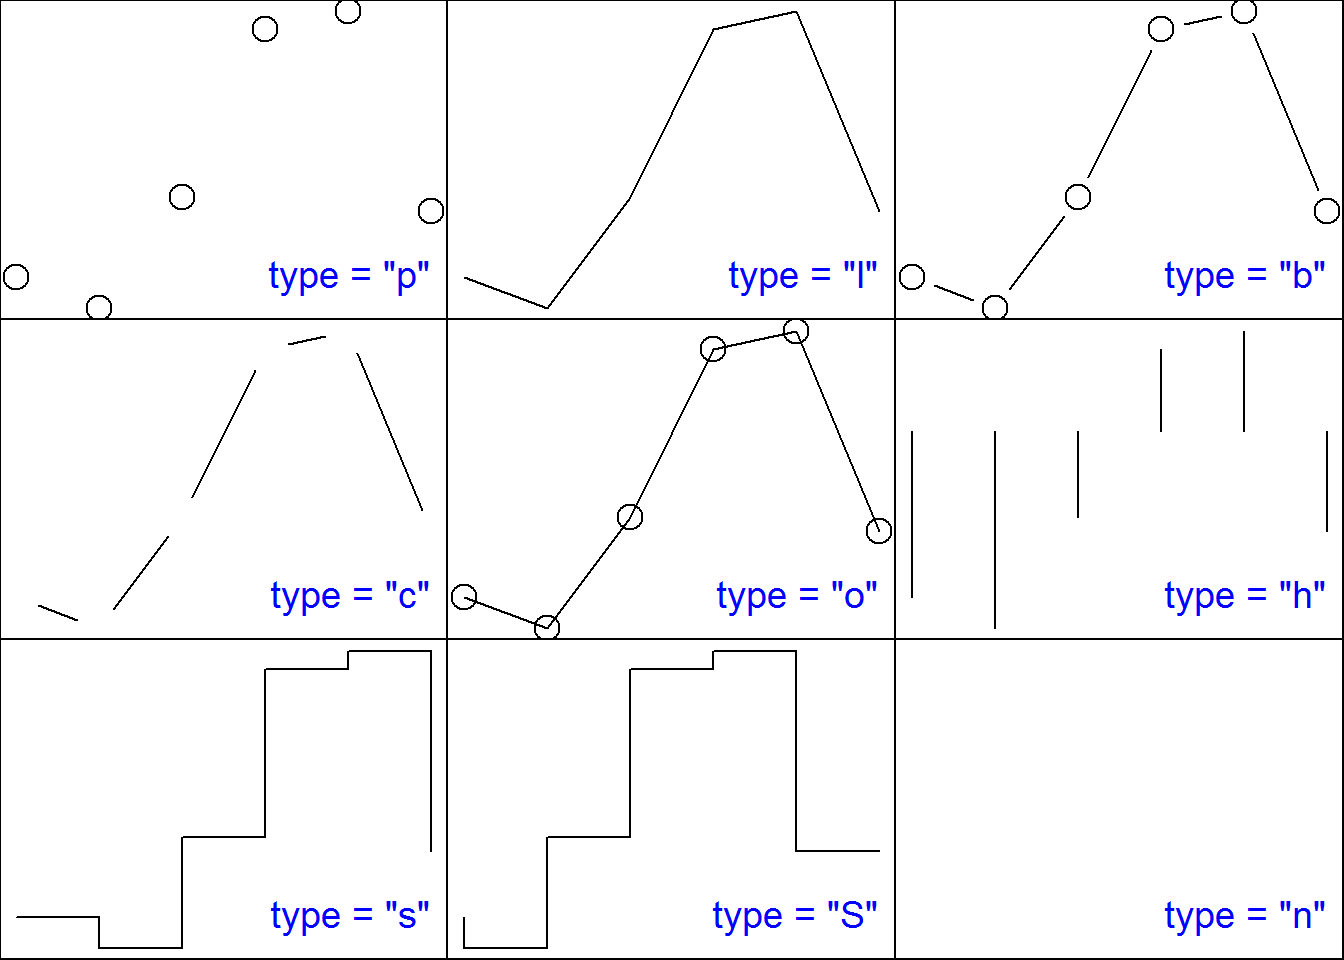 type = "p"
type = "l"
type = "b"
type = "c"
type = "o"
type = "h"
type = "s"
type = "S"
type = "n"